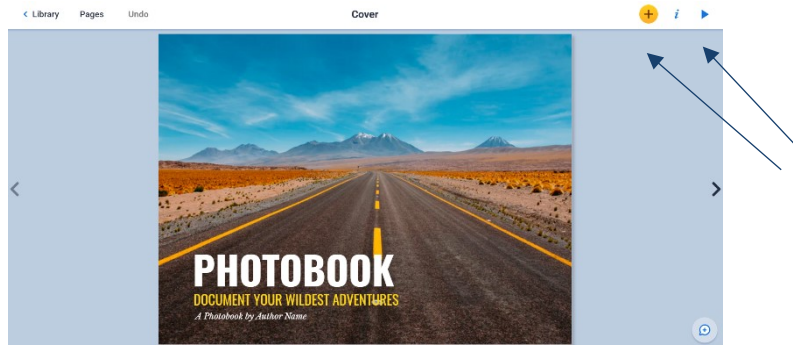 Library Pages Undo Cover i
PHOTOBOOK
DOCUMENT YOUR WILDEST ADVENTURES
A Photobook by Author Name